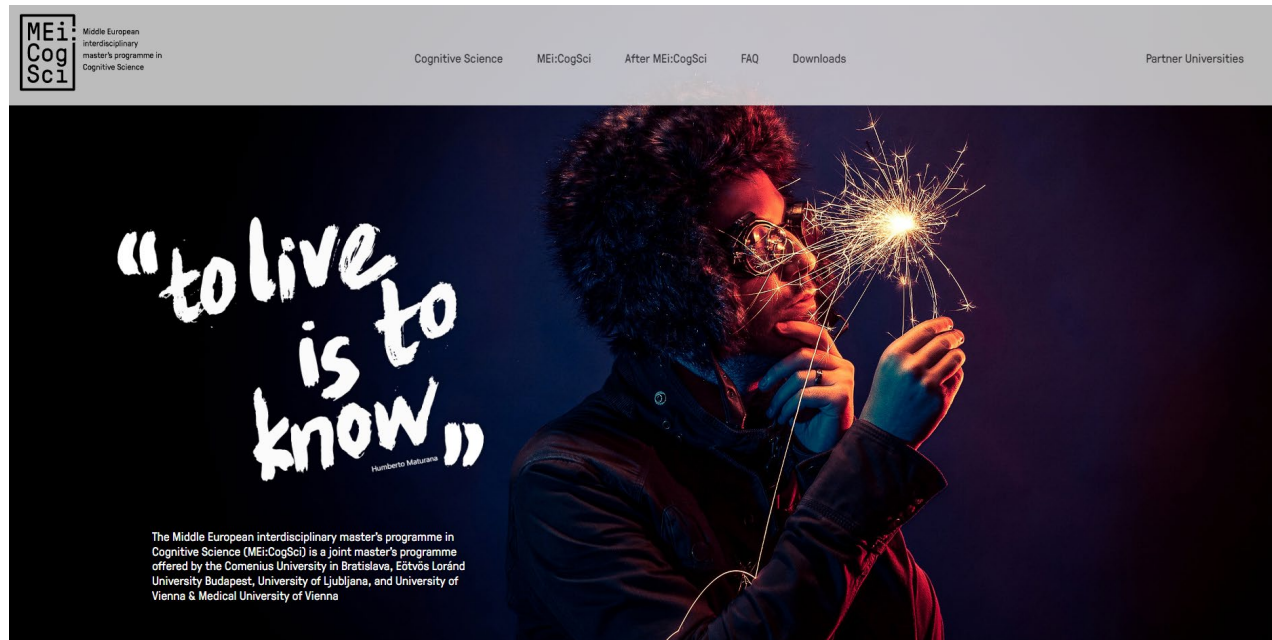 MEi:
Cog
Sci
Middle European
interdisciplinary
master's programme in
Cognitive Science
Cognitive Science
MEi:CogSci
After MEi:CogSci
FAQ
Downloads
Partner Universities
“to live
is to
know”
Humberto Maturana
The Middle European interdisciplinary master's programme in
Cognitive Science (MEi:CogSci) is a joint master's programme
offered by the Comenius University in Bratislava, Eötvös Loránd
University Budapest, University of Ljubljana, and University of
Vienna & Medical University of Vienna